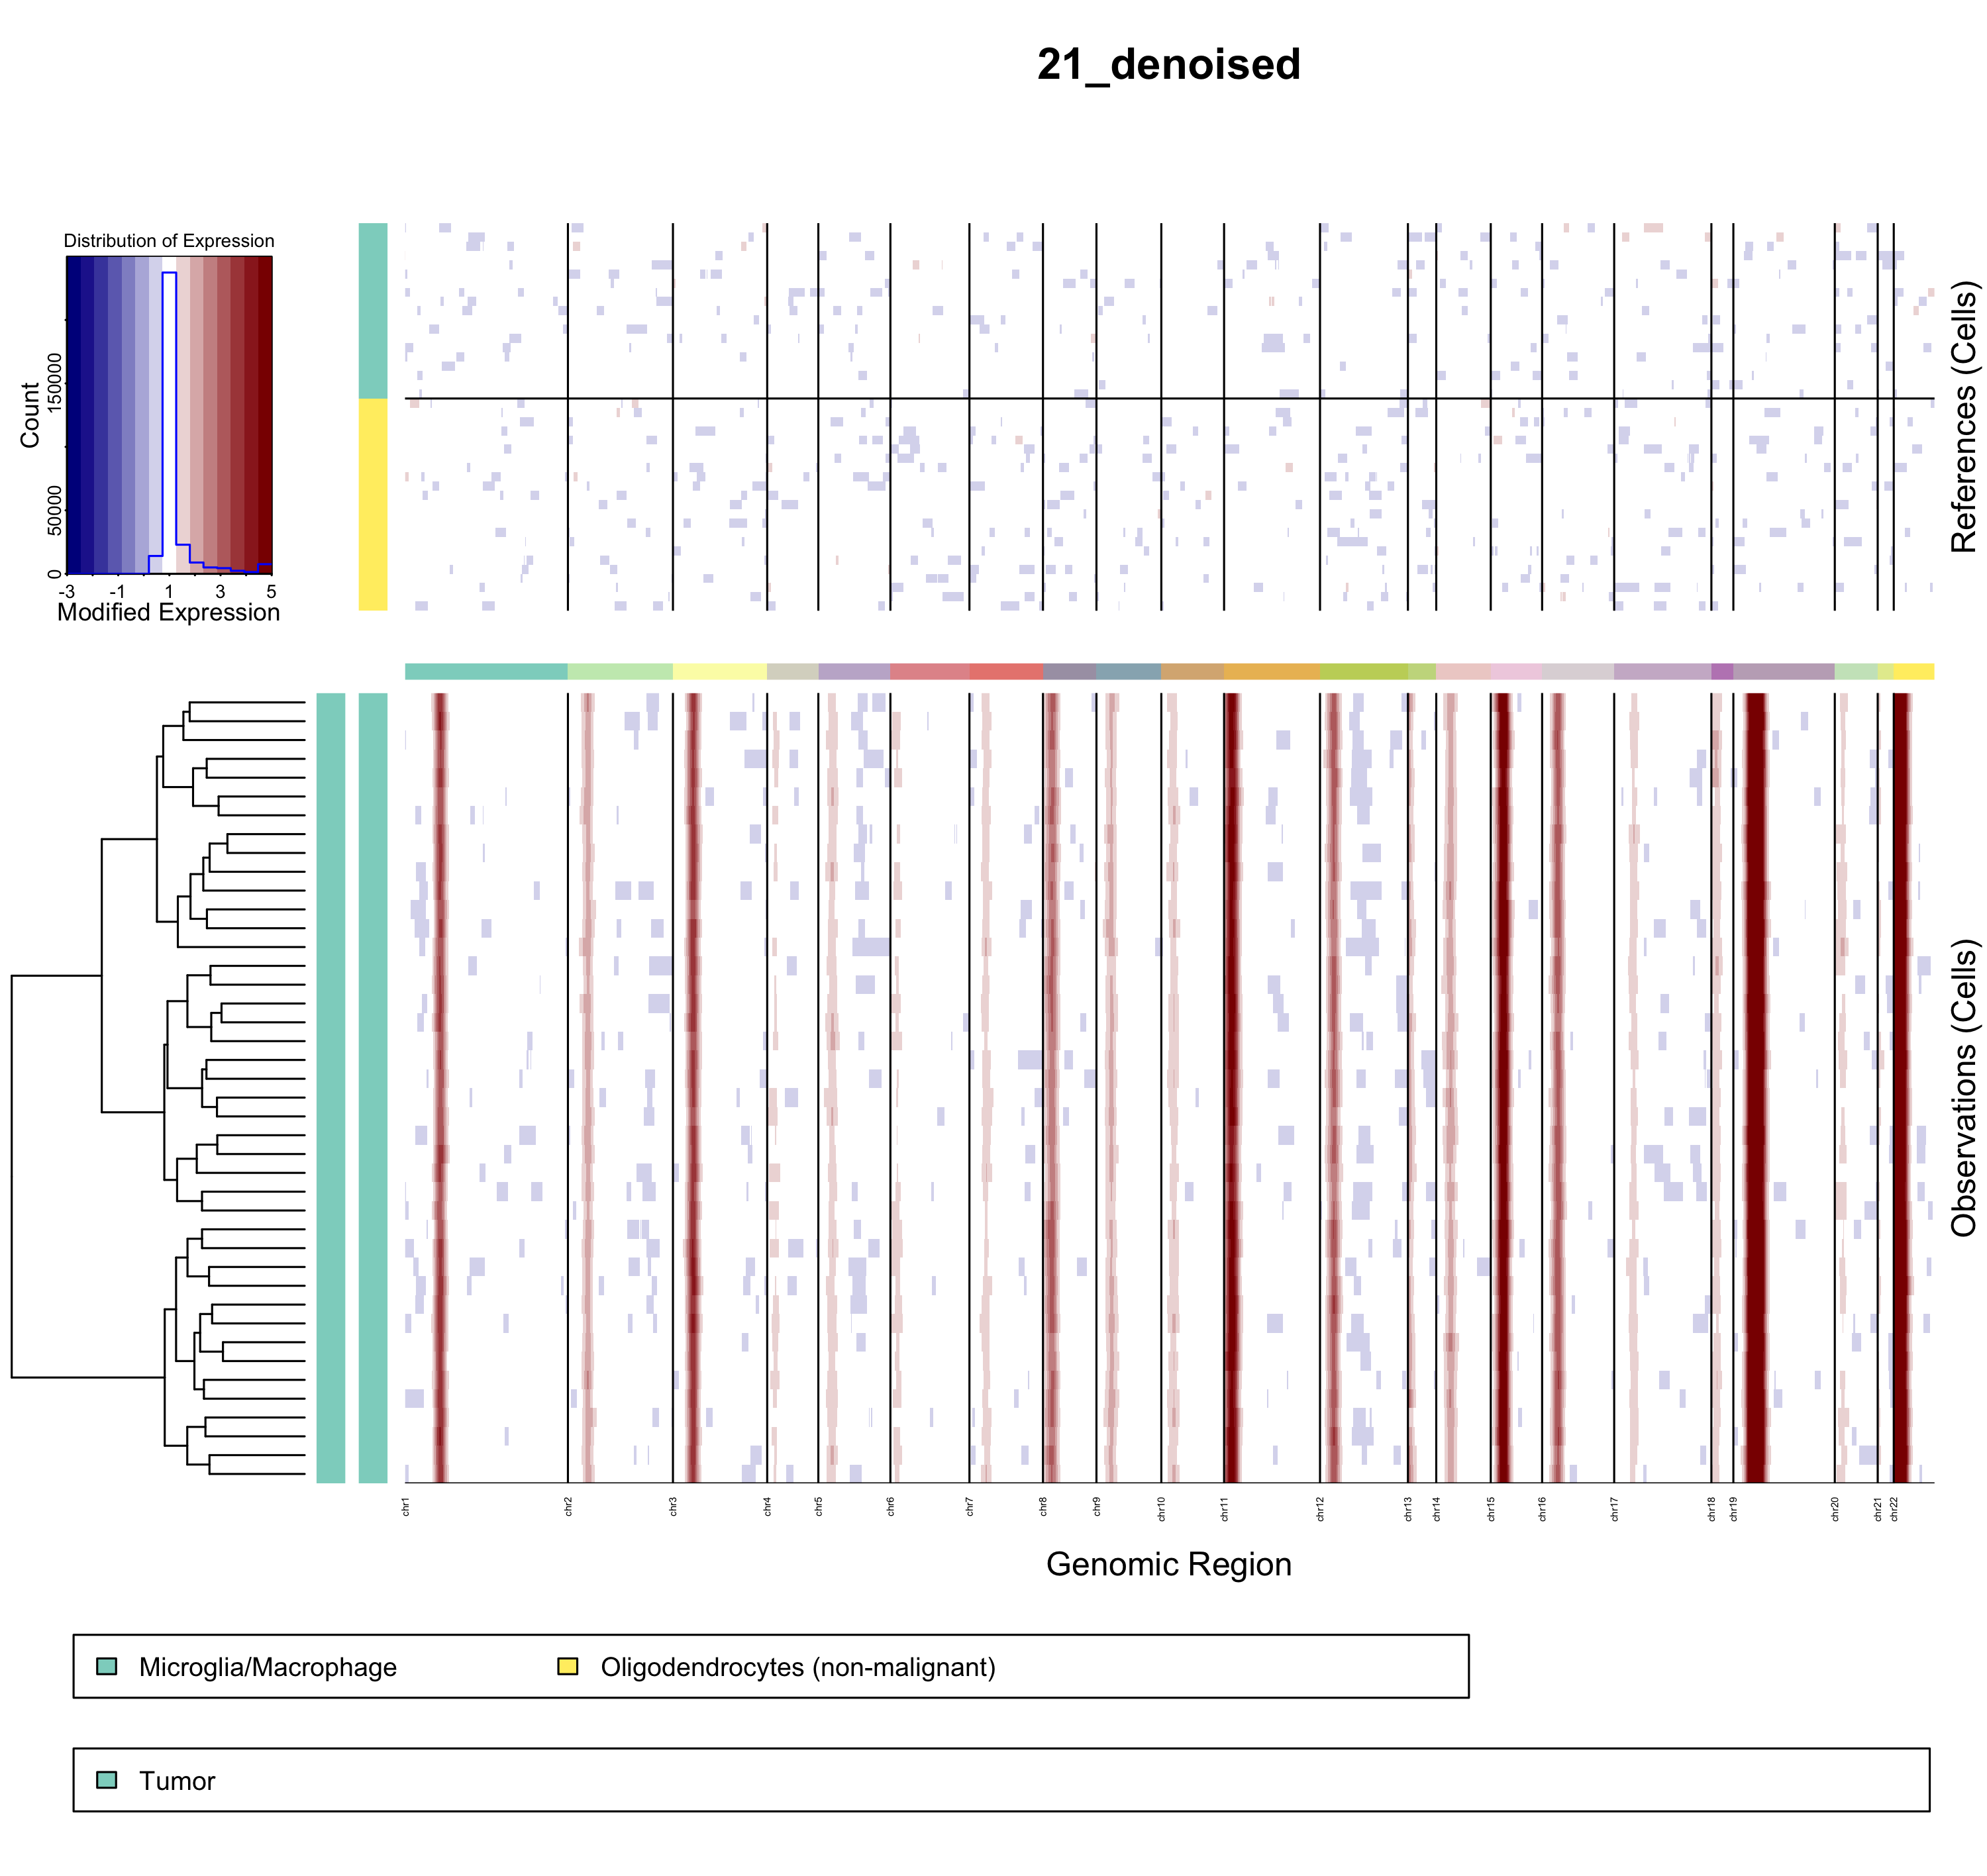 21_denoised
Distribution of Expression
Count
0
50000
150000
-3
-1
1
3
5
Modified Expression
References (Cells)
Observations (Cells)
chr1
chr2
chr3
chr4
chr5
chr6
chr7
chr8
chr9
chr10
chr11
chr12
chr13
chr14
chr15
chr16
chr17
chr18
chr19
chr20
chr21
chr22
Genomic Region
Microglia/Macrophage
Oligodendrocytes (non-malignant)
Tumor